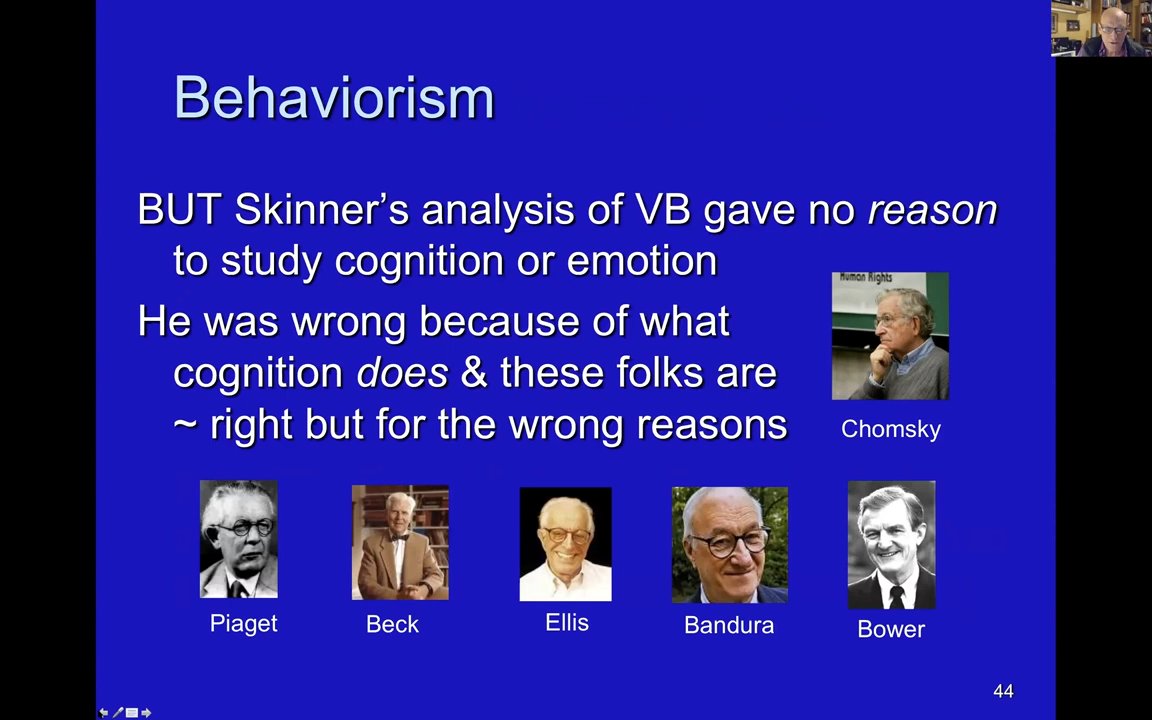 Behaviorism
BUT Skinner’s analysis of VB gave no reason
to study cognition or emotion
Human Rights
He was wrong because of what
cognition does & these folks are
~ right but for the wrong reasons
Chomsky
Piaget
Beck
Ellis
Bandura
Bower
44